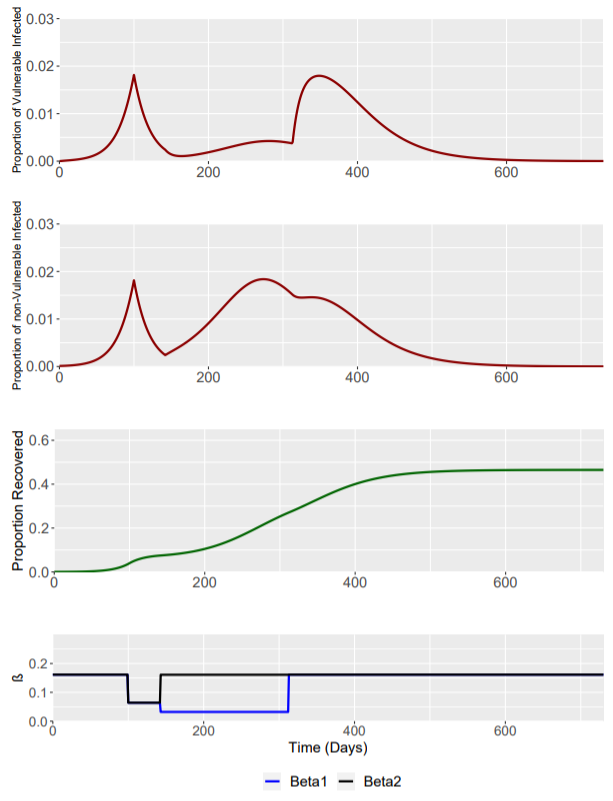 Proportion of Vulnerable Infected
0.03
0.02
0.01
0.00
0 200 400 600
Proportion of non-Vulnerable Infected
0.03
0.02
0.01
0.00
0 200 400 600
Proportion Recovered
0.6
0.4
0.2
0.0
0 200 400 600
ß
0.2
0.1
0.0
0 200 400 600
Time (Days)
Beta1 Beta2